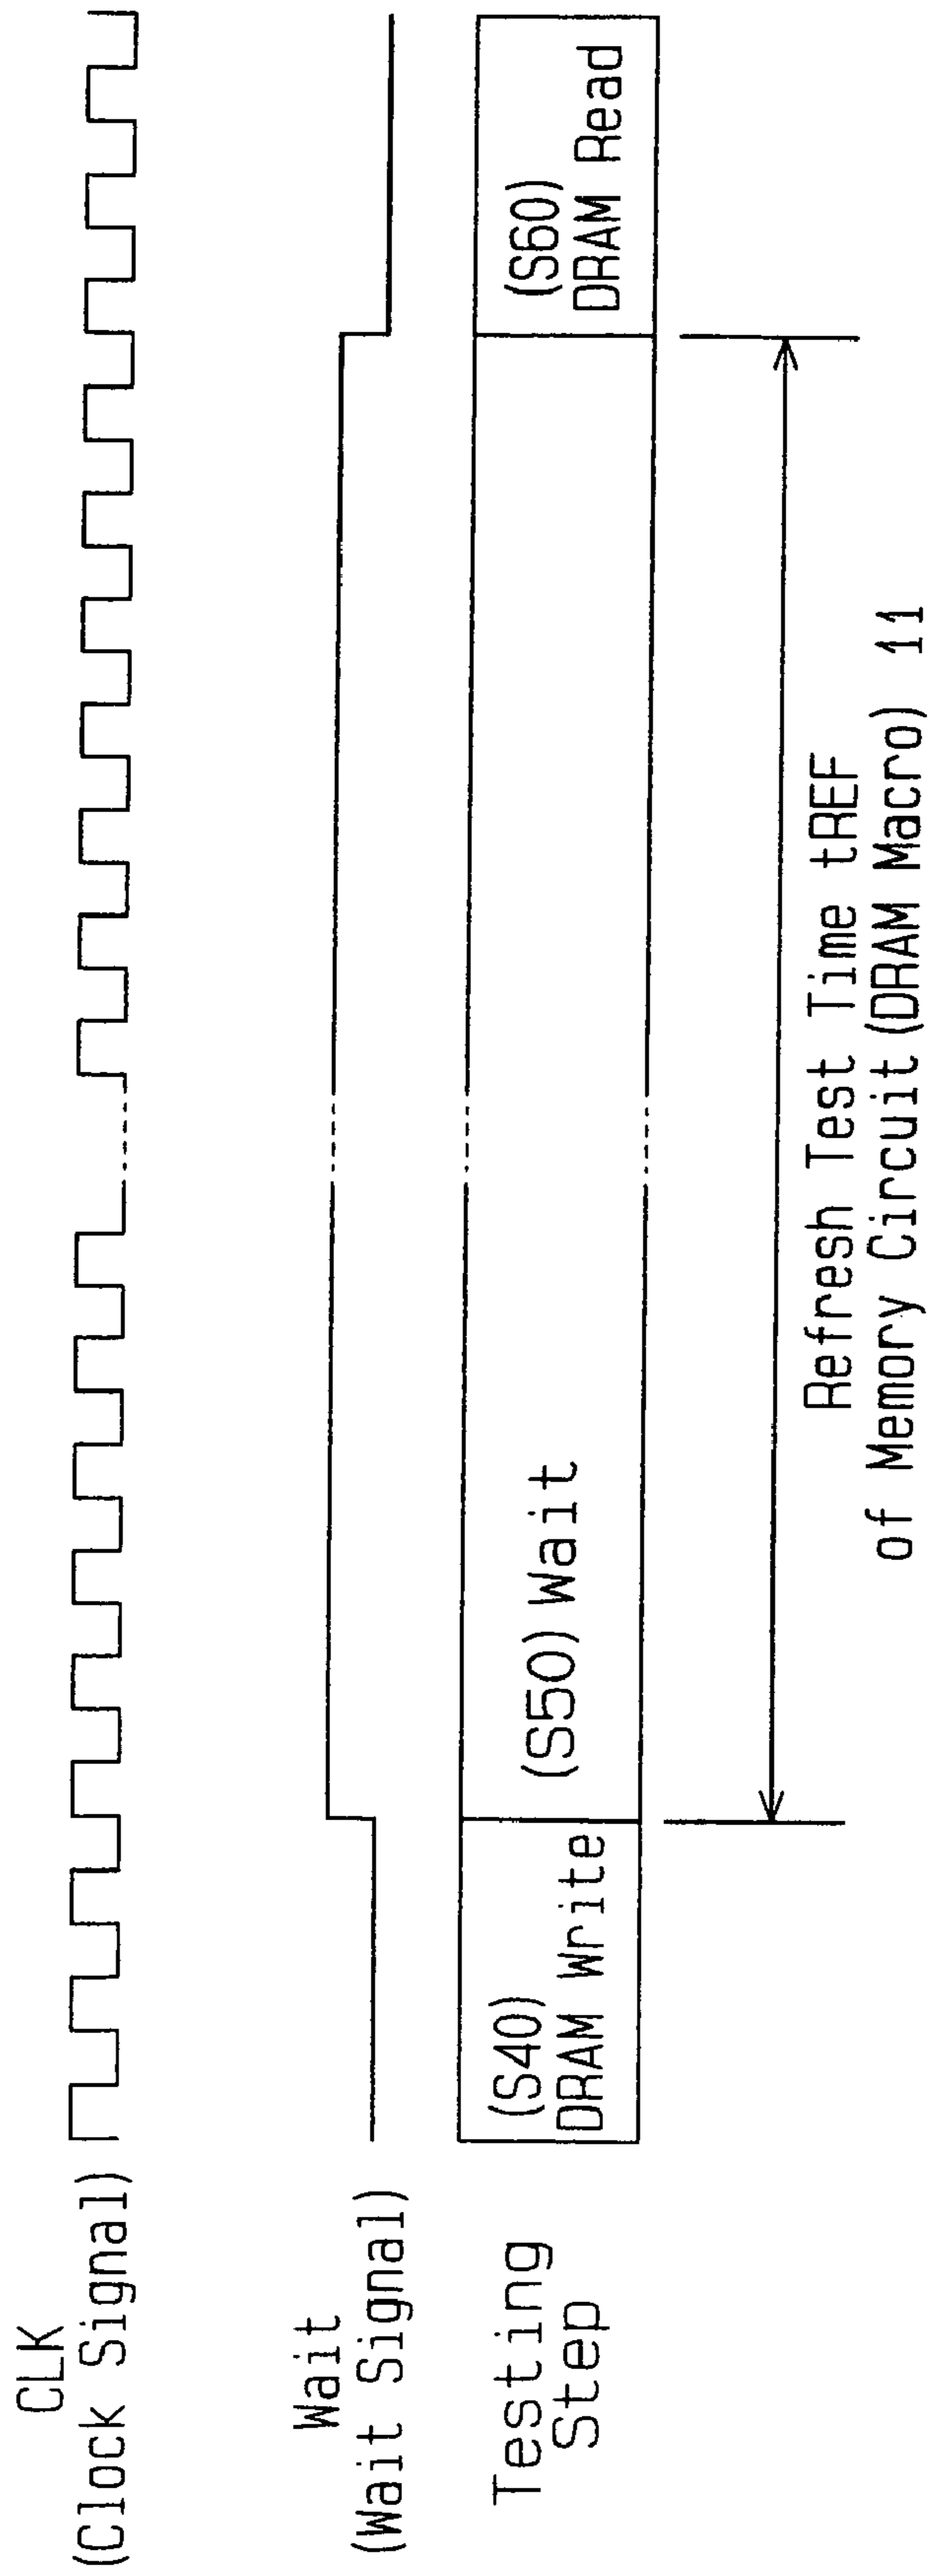 CLK
(Clock Signal)
Wait
(Wait Signal)
Testing
Step
(S40)
DRAM Write
(S50) Wait
(S60)
DRAM Read
Refresh Test Time tREF
of Memory Circuit (DRAM Macro) 11